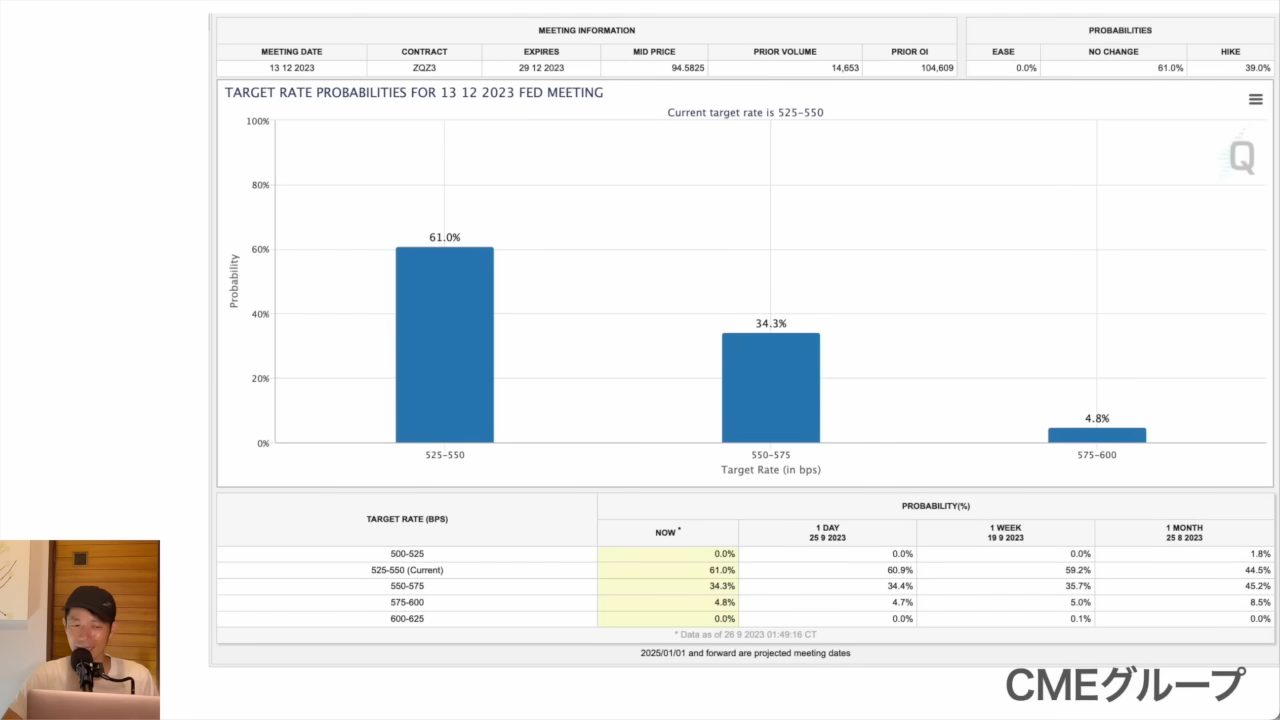 MEETING INFORMATION
PROBABILITIES
MEETING DATE CONTRACT EXPIRES MID PRICE PRIOR VOLUME PRIOR OI EASE NO CHANGE HIKE
13 12 2023 ZQZ3 29 12 2023 94.5825 14,653 104,609 0.0% 61.0% 39.0%
TARGET RATE PROBABILITIES FOR 13 12 2023 FED MEETING
Current target rate is 525-550
Q
100%
80%
60%
40%
20%
0%
Probability
61.0%
34.3%
4.8%
525-550 550-575 575-600
Target Rate (in bps)
TARGET RATE (BPS) PROBABILITY(%)
NOW * 1 DAY 25 9 2023 1 WEEK 19 9 2023 1 MONTH 25 8 2023
500-525 0.0% 0.0% 0.0% 1.8%
525-550 (Current) 61.0% 60.9% 59.2% 44.5%
550-575 34.3% 34.4% 35.7% 45.2%
575-600 4.8% 4.7% 5.0% 8.5%
600-625 0.0% 0.0% 0.1% 0.0%
* Data as of 26 9 2023 01:49:16 CT
2025/01/01 and forward are projected meeting dates
CMEグループ